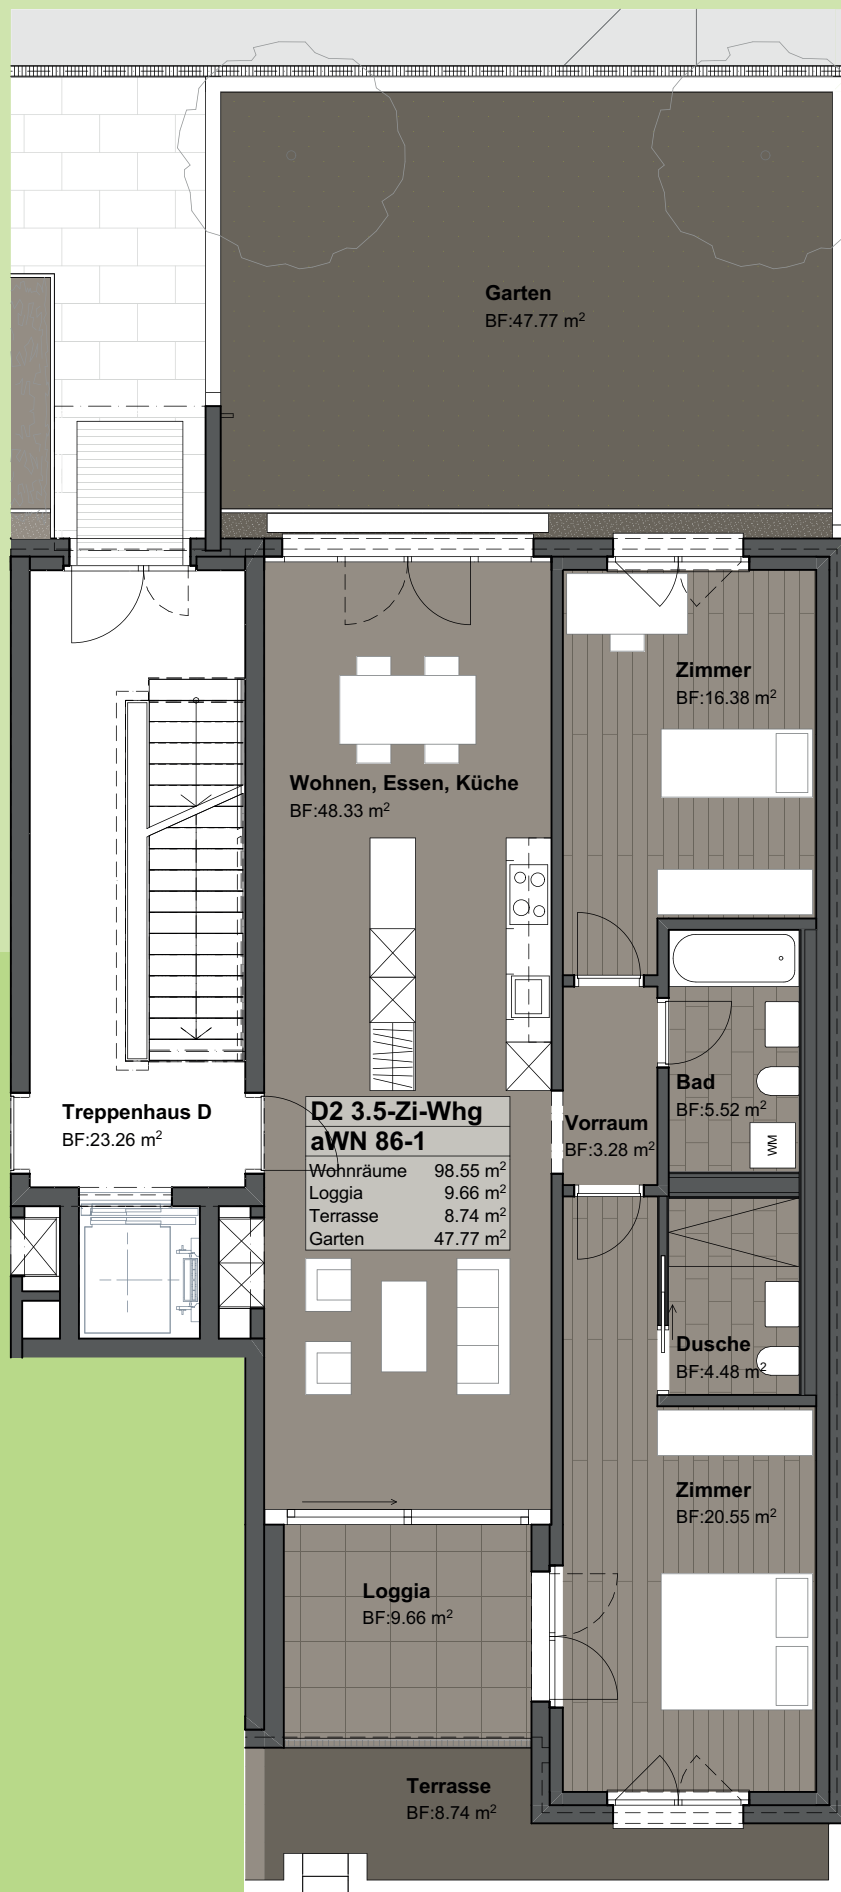 Garten
BF:47.77 m²
Zimmer
BF:16.38 m²
Wohnen, Essen, Küche
BF:48.33 m²
Treppenhaus D
BF:23.26 m²
D2 3.5-Zi-Whg
aWN 86-1
Wohnräume 98.55 m²
Loggia 9.66 m²
Terrasse 8.74 m²
Garten 47.77 m²
Vorraum
BF:3.28 m²
Bad
BF:5.52 m²
WM
Dusche
BF:4.48 m²
Zimmer
BF:20.55 m²
Loggia
BF:9.66 m²
Terrasse
BF:8.74 m²